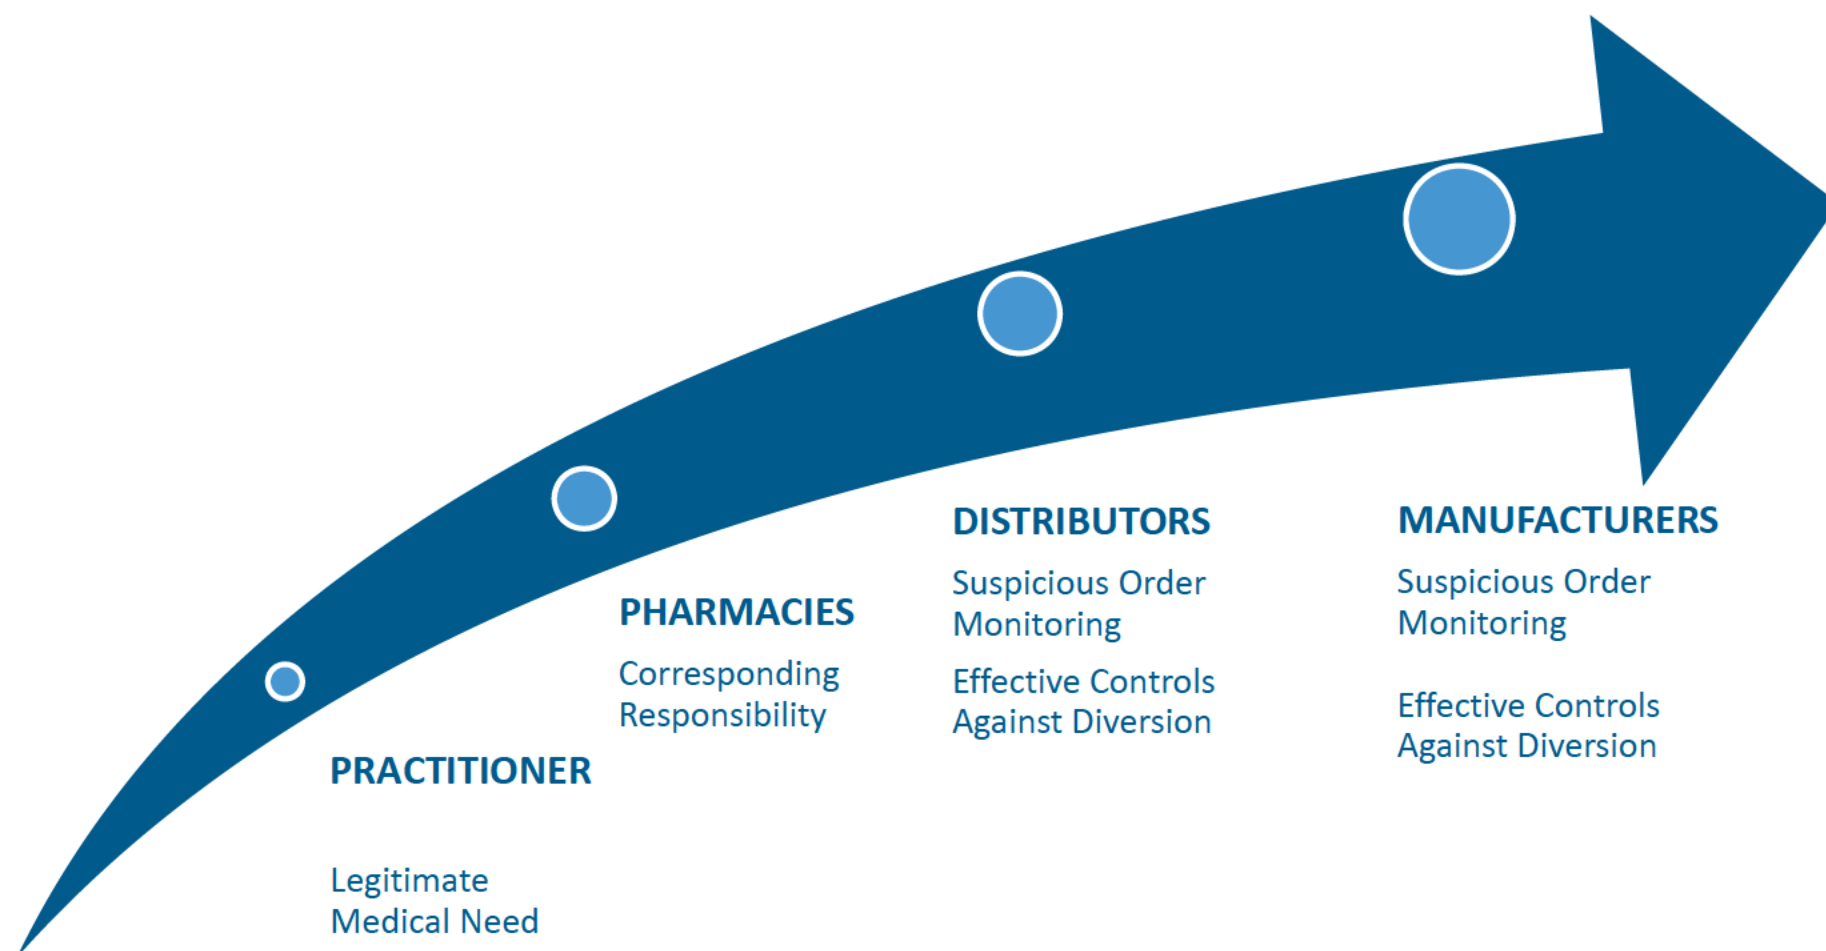 PRACTITIONER
Legitimate
Medical Need
PHARMACIES
Corresponding
Responsibility
DISTRIBUTORS
Suspicious Order
Monitoring
Effective Controls
Against Diversion
MANUFACTURERS
Suspicious Order
Monitoring
Effective Controls
Against Diversion